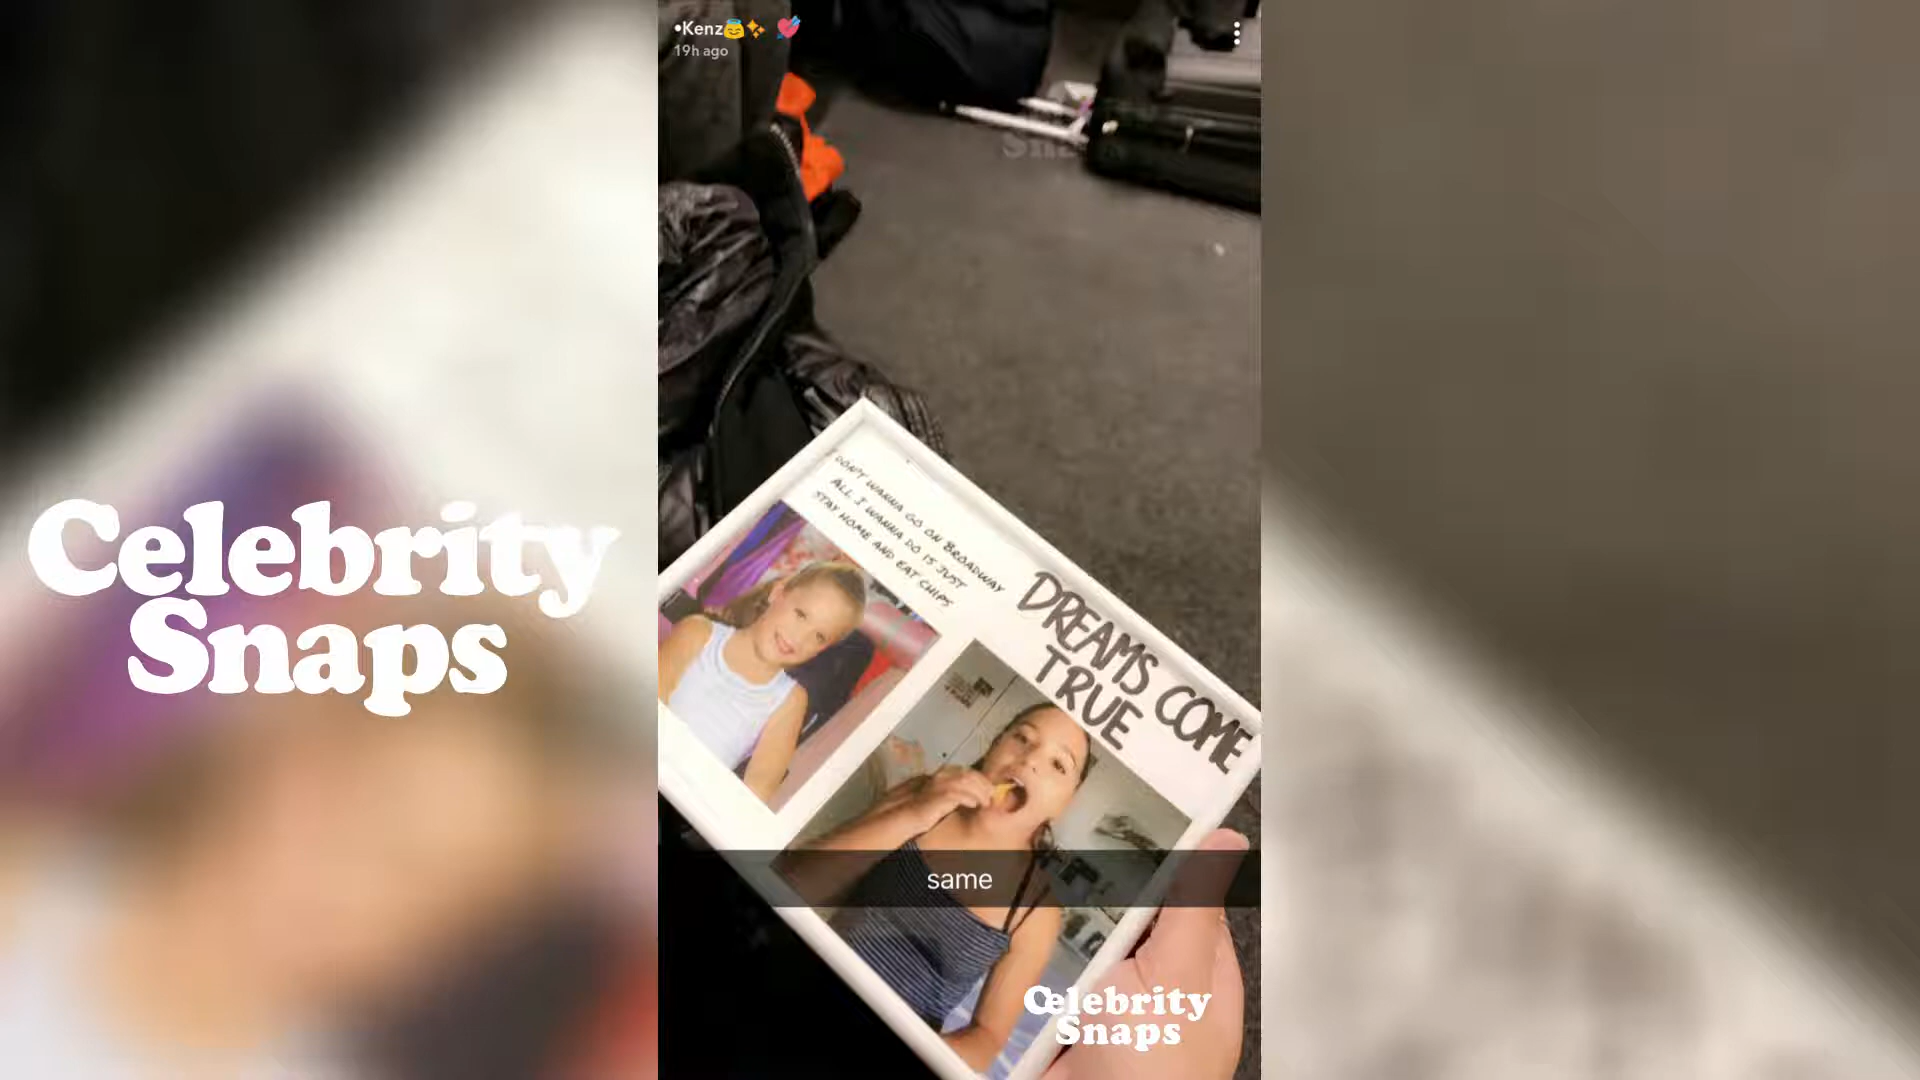 •Kenz😇✨ 💘
19h ago
I DON'T WANNA GO ON BROADWAY
ALL I WANNA DO IS JUST
STAY HOME AND EAT CHIPS
DREAMS COME
TRUE
same
Celebrity
Snaps
Celebrity
Snaps